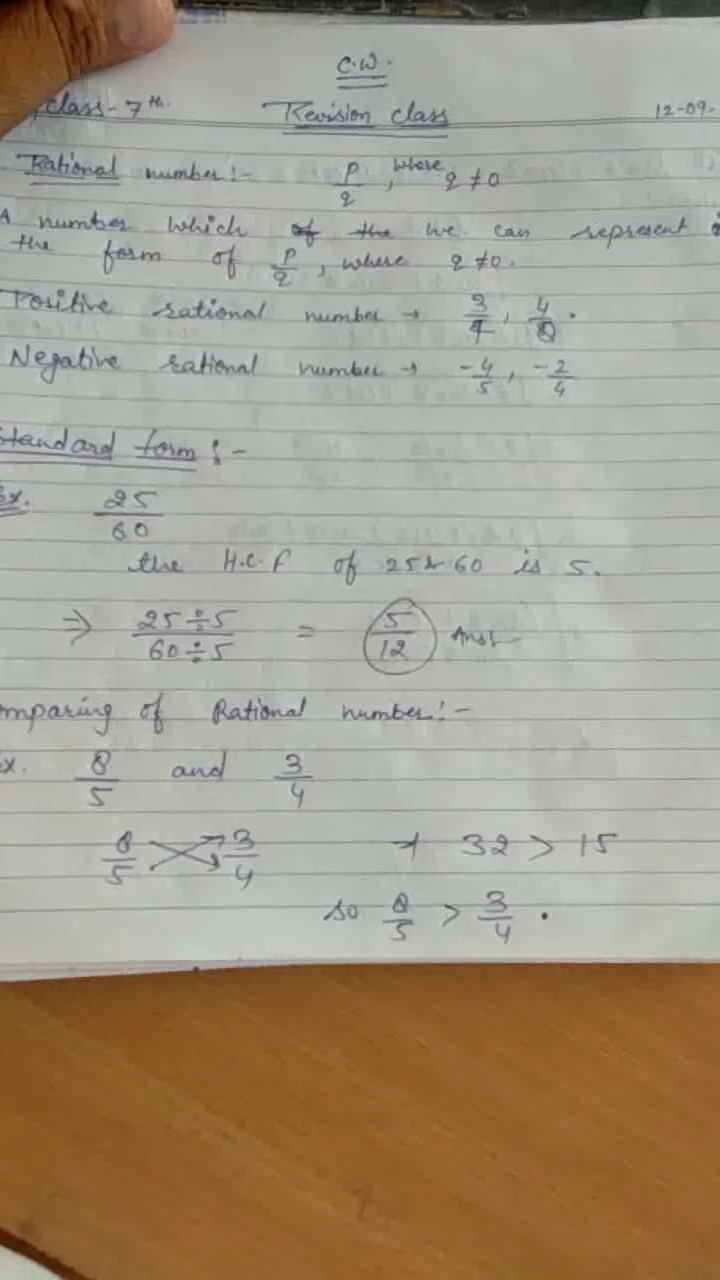 C.W.
Class - 7th. Revision class 12-09-
Rational number :- p/q, where q ≠ 0
A number which of the we can represent
the form of p/q, where q ≠ 0.
Positive rational number → 3/4, 4/8.
Negative rational number → -4/5, -2/4
Standard form :-
Ex. 25/60
the H.C.F of 25 & 60 is 5.
⇒ 25÷5/60÷5 = 5/12 Ans
omparing of Rational number :-
Ex. 8/5 and 3/4
8/5 3/4 → 32 > 15
so 8/5 > 3/4 .